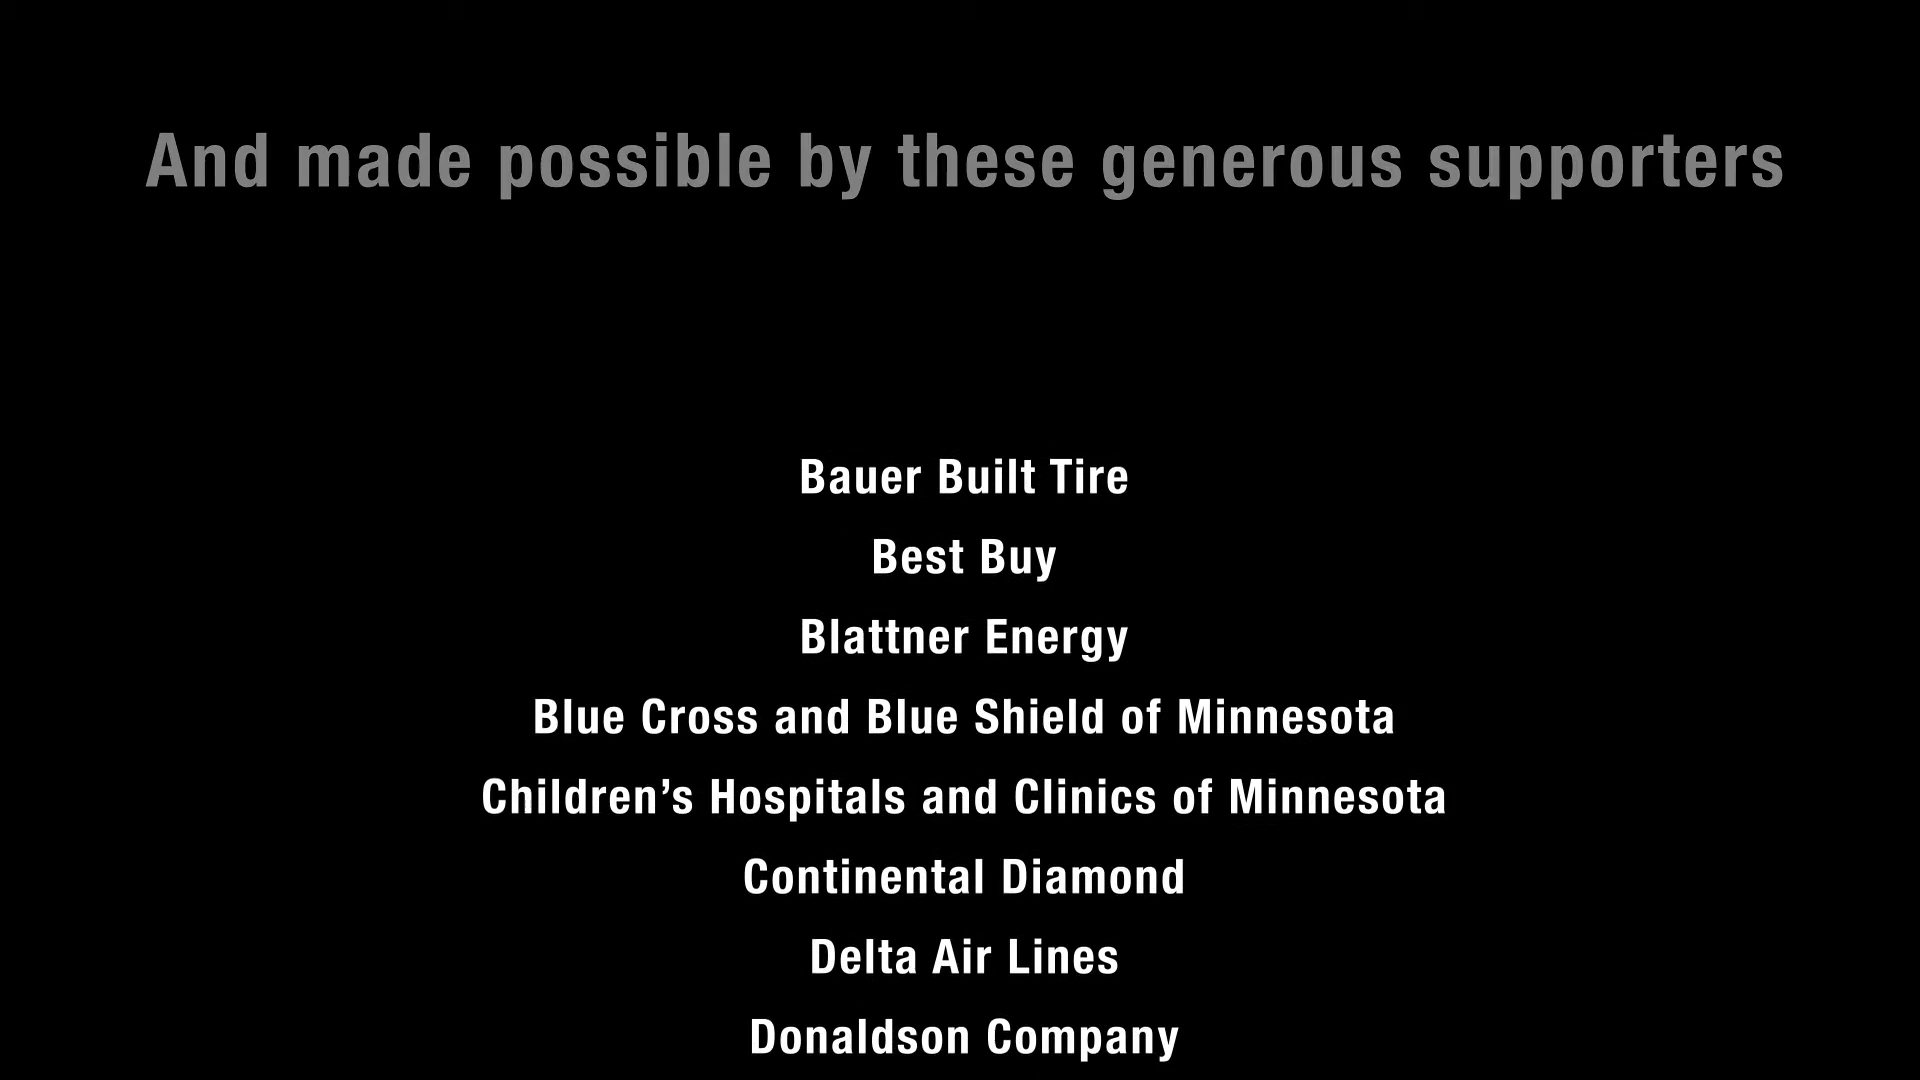 And made possible by these generous supporters
Bauer Built Tire
Best Buy
Blattner Energy
Blue Cross and Blue Shield of Minnesota
Children’s Hospitals and Clinics of Minnesota
Continental Diamond
Delta Air Lines
Donaldson Company